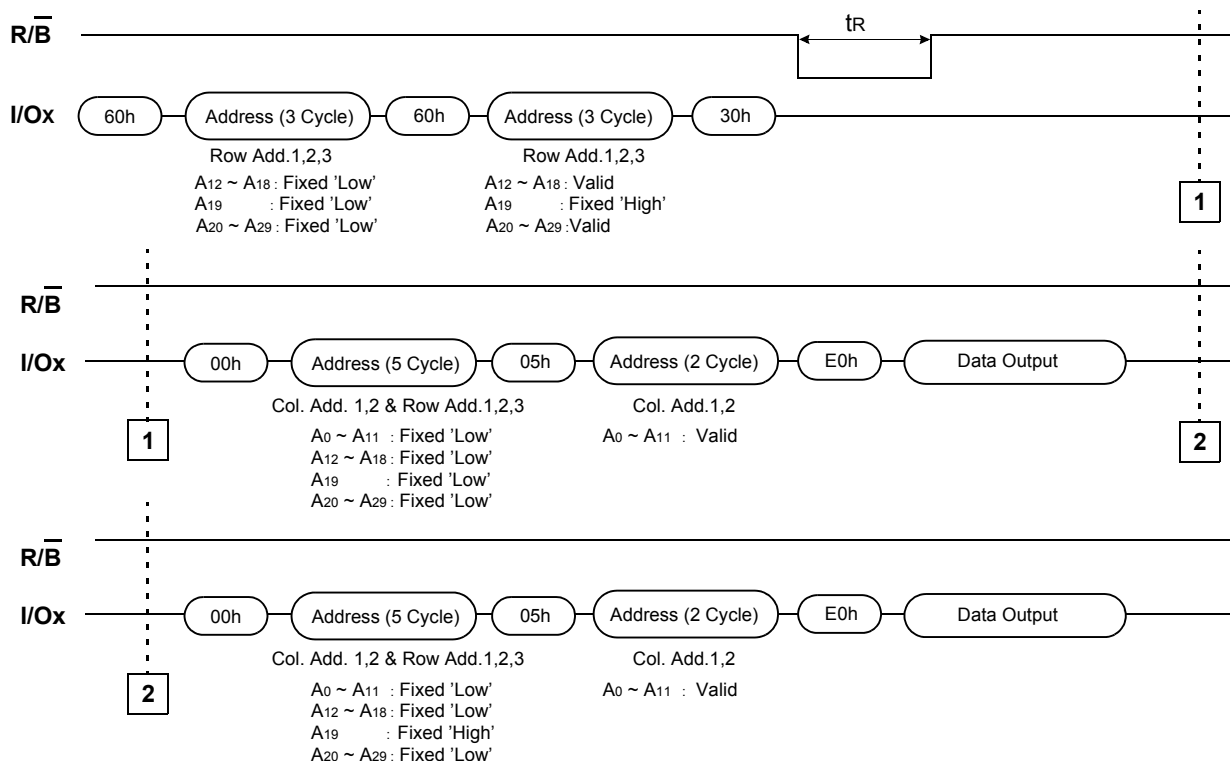 R/B tR
I/Ox 60h Address (3 Cycle) 60h Address (3 Cycle) 30h
Row Add.1,2,3 Row Add.1,2,3
A12 ~ A18 : Fixed 'Low' A12 ~ A18 : Valid
A19 : Fixed 'Low' A19 : Fixed 'High'
A20 ~ A29 : Fixed 'Low' A20 ~ A29 :Valid
1
R/B
I/Ox 00h Address (5 Cycle) 05h Address (2 Cycle) E0h Data Output
Col. Add. 1,2 & Row Add.1,2,3 Col. Add.1,2
1 A0 ~ A11 : Fixed 'Low' A0 ~ A11 : Valid 2
A12 ~ A18 : Fixed 'Low'
A19 : Fixed 'Low'
A20 ~ A29 : Fixed 'Low'
R/B
I/Ox 00h Address (5 Cycle) 05h Address (2 Cycle) E0h Data Output
Col. Add. 1,2 & Row Add.1,2,3 Col. Add.1,2
2 A0 ~ A11 : Fixed 'Low' A0 ~ A11 : Valid
A12 ~ A18 : Fixed 'Low'
A19 : Fixed 'High'
A20 ~ A29 : Fixed 'Low'